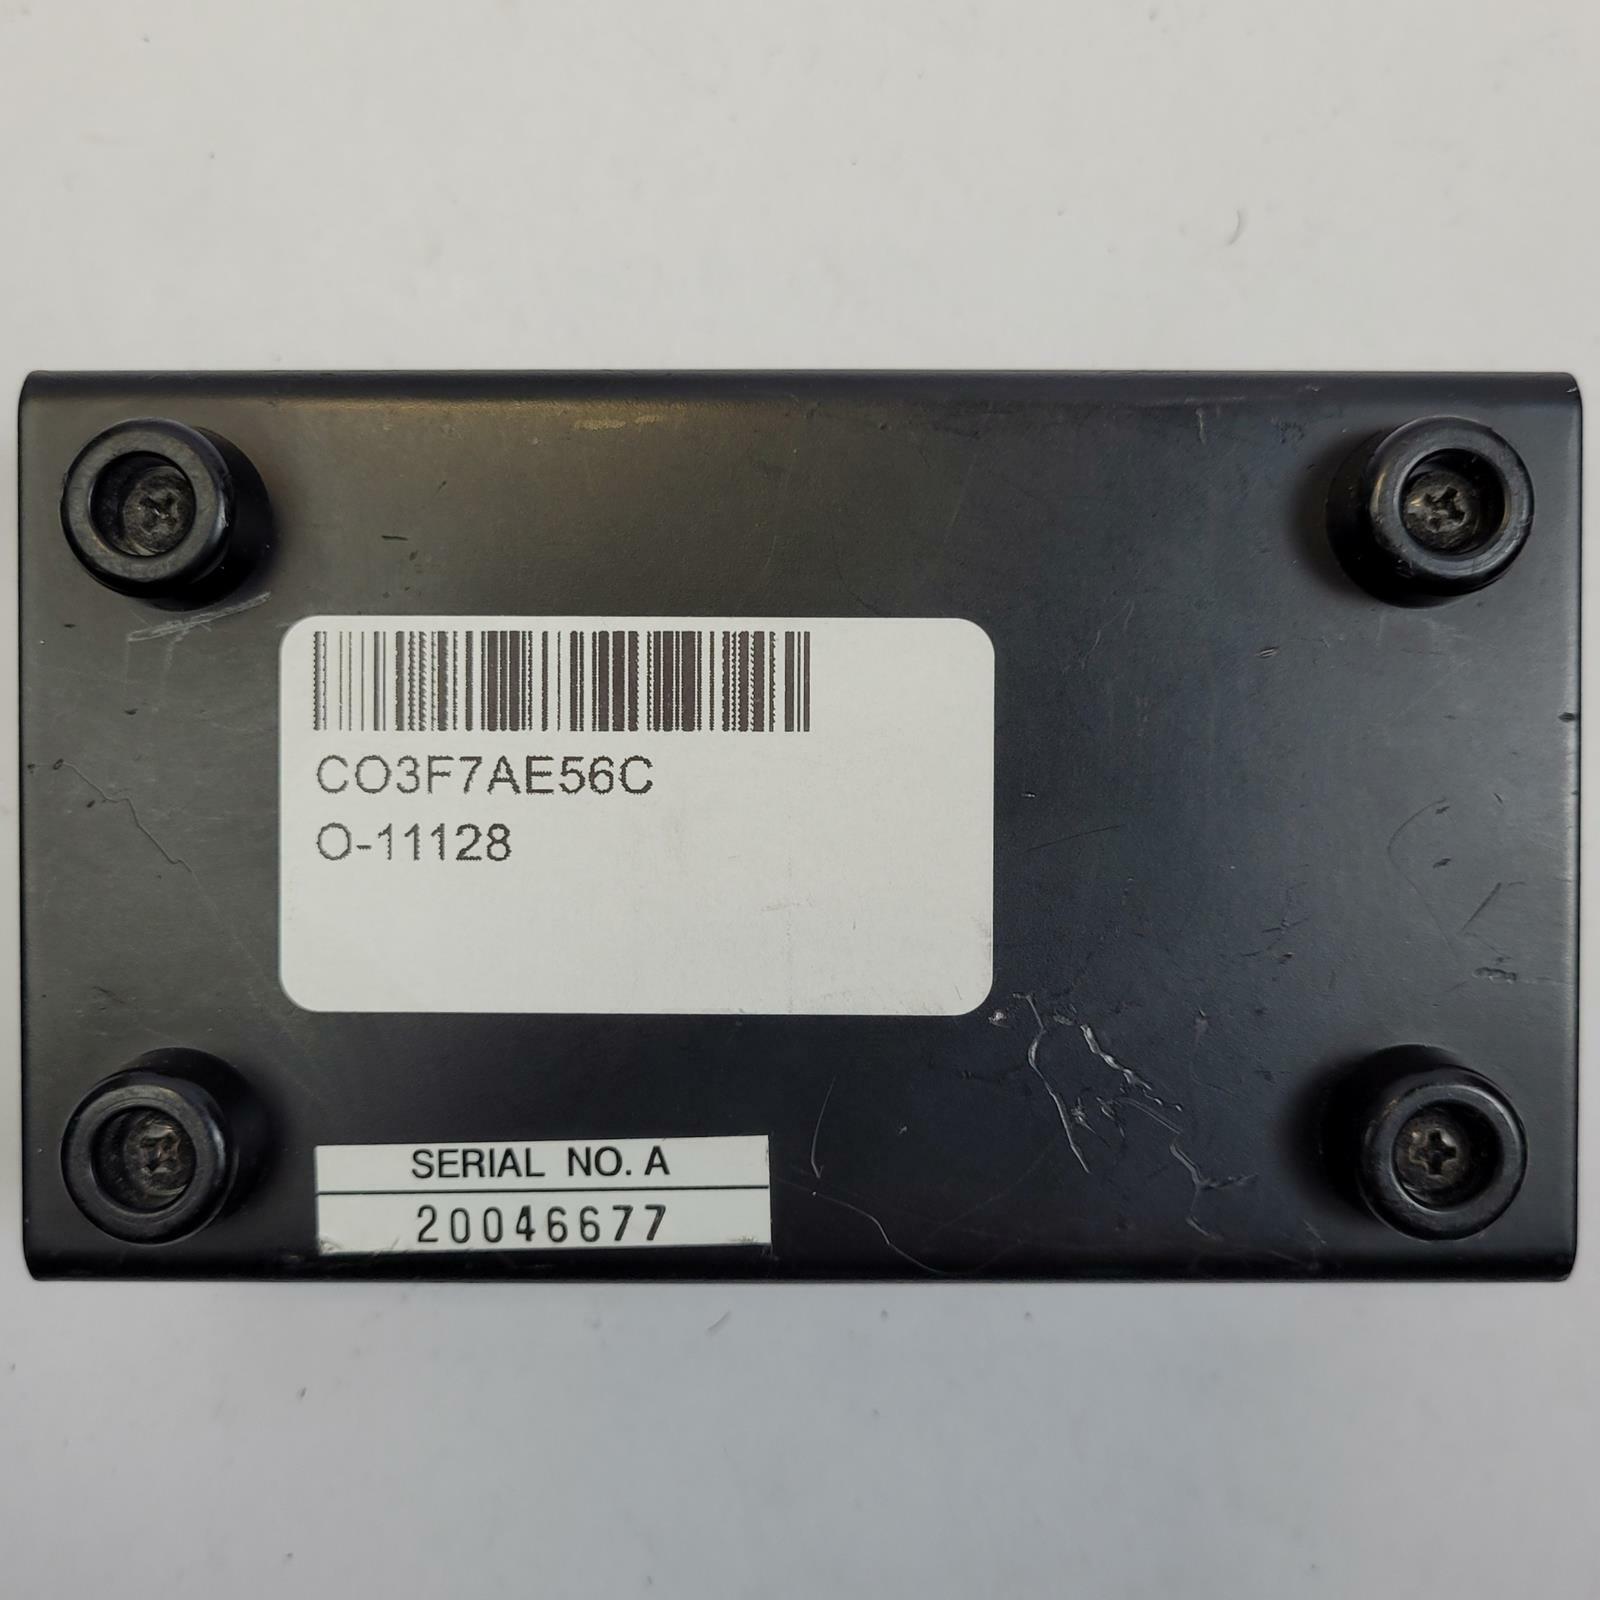 CO3F7AE56C
O-11128
SERIAL NO. A
20046677